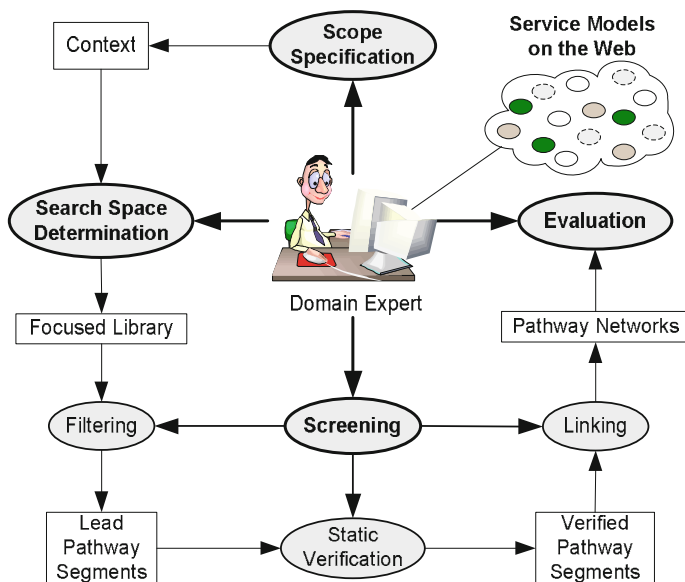 Context
Scope
Specification
Service Models
on the Web
Search Space
Determination
Evaluation
Domain Expert
Focused Library
Pathway Networks
Filtering
Screening
Linking
Lead
Pathway
Segments
Static
Verification
Verified
Pathway
Segments